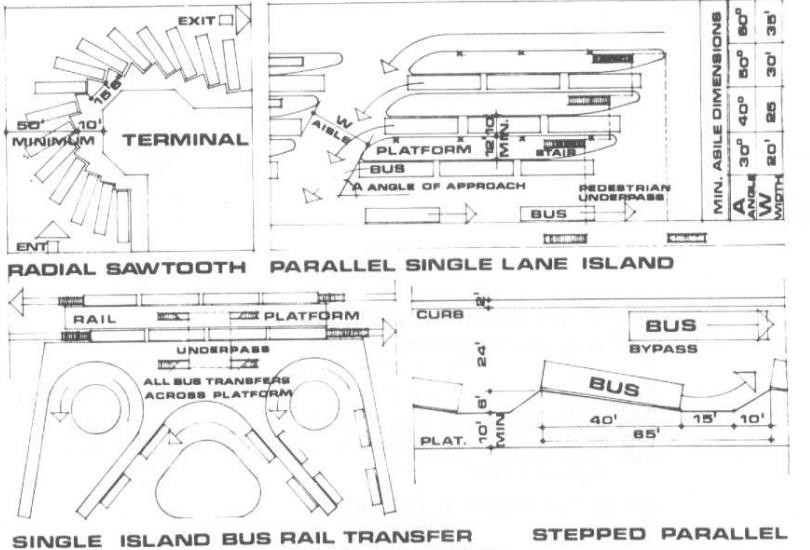 EXIT
15'6"
50'
10'
MINIMUM
TERMINAL
ENT
RADIAL SAWTOOTH
W
AISLE
PLATFORM
BUS
A ANGLE OF APPROACH
12'10'
MIN.
STAIR
PEDESTRIAN
UNDERPASS
BUS
PARALLEL SINGLE LANE ISLAND
MIN. ASILE DIMENSIONS
A ANGLE 30° 40° 50° 60°
W WIDTH 20' 25 30' 35'
RAIL PLATFORM
UNDERPASS
ALL BUS TRANSFERS
ACROSS PLATFORM
SINGLE ISLAND BUS RAIL TRANSFER
CURB
2'
BUS
BYPASS
24'
BUS
6'
PLAT.
10'
MIN
40' 15' 10'
65'
STEPPED PARALLEL